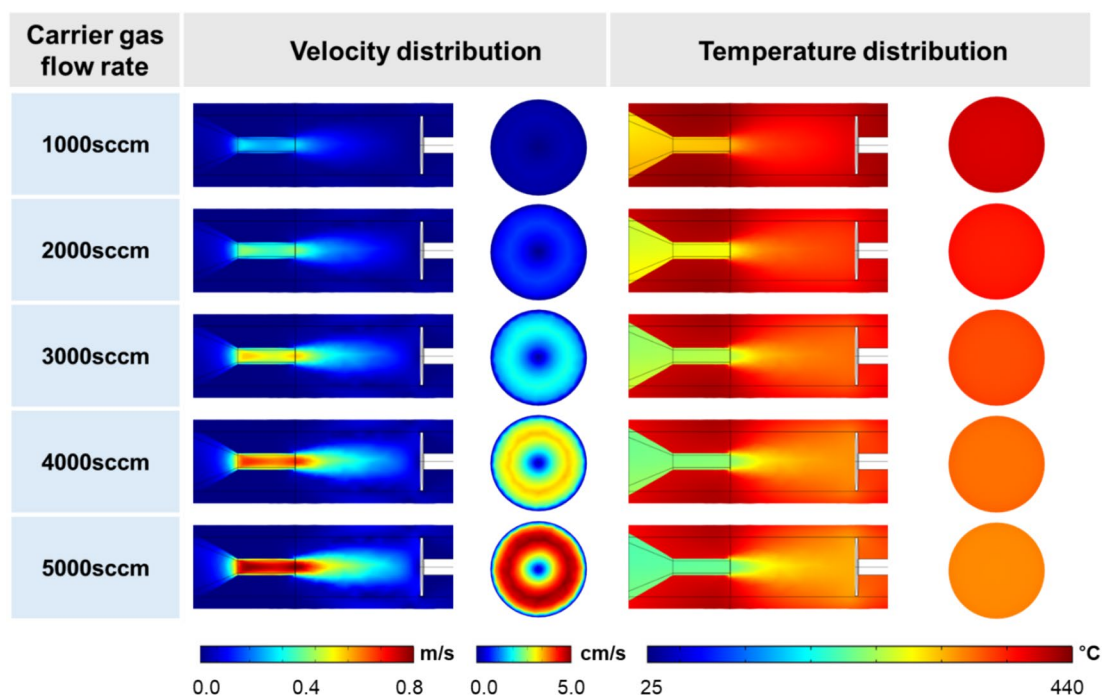 Carrier gas
flow rate
Velocity distribution
Temperature distribution
1000sccm
2000sccm
3000sccm
4000sccm
5000sccm
m/s
0.0 0.4 0.8
cm/s
0.0 5.0
°C
25 440